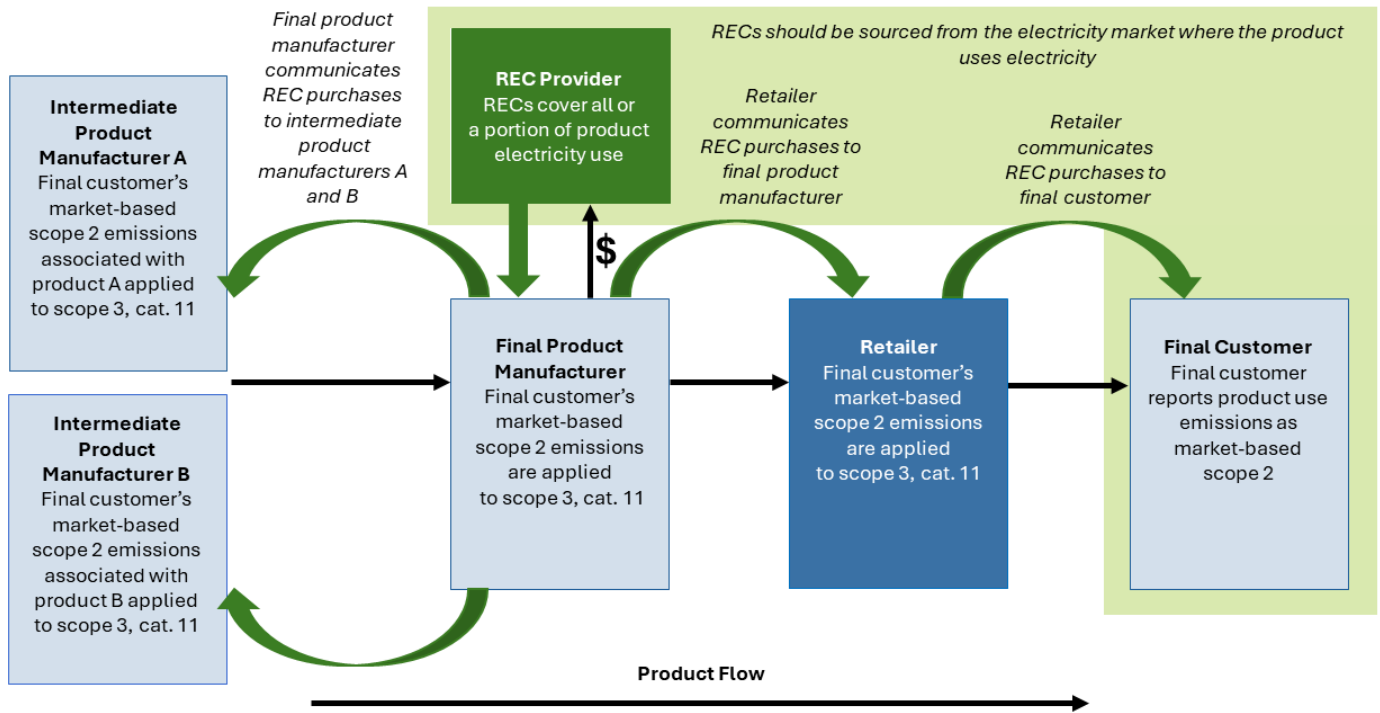 Final product
manufacturer
communicates
REC purchases
to intermediate
product
manufacturers A
and B
RECs should be sourced from the electricity market where the product
uses electricity
REC Provider
RECs cover all or
a portion of product
electricity use
Retailer
communicates
REC purchases to
final product
manufacturer
Retailer
communicates
REC purchases to
final customer
$
Intermediate
Product
Manufacturer A
Final customer’s
market-based
scope 2 emissions
associated with
product A applied
to scope 3, cat. 11
Intermediate
Product
Manufacturer B
Final customer’s
market-based
scope 2 emissions
associated with
product B applied
to scope 3, cat. 11
Final Product
Manufacturer
Final customer’s
market-based
scope 2 emissions
are applied
to scope 3, cat. 11
Retailer
Final customer’s
market-based
scope 2 emissions
are applied
to scope 3, cat. 11
Final Customer
Final customer
reports product use
emissions as
market-based
scope 2
Product Flow